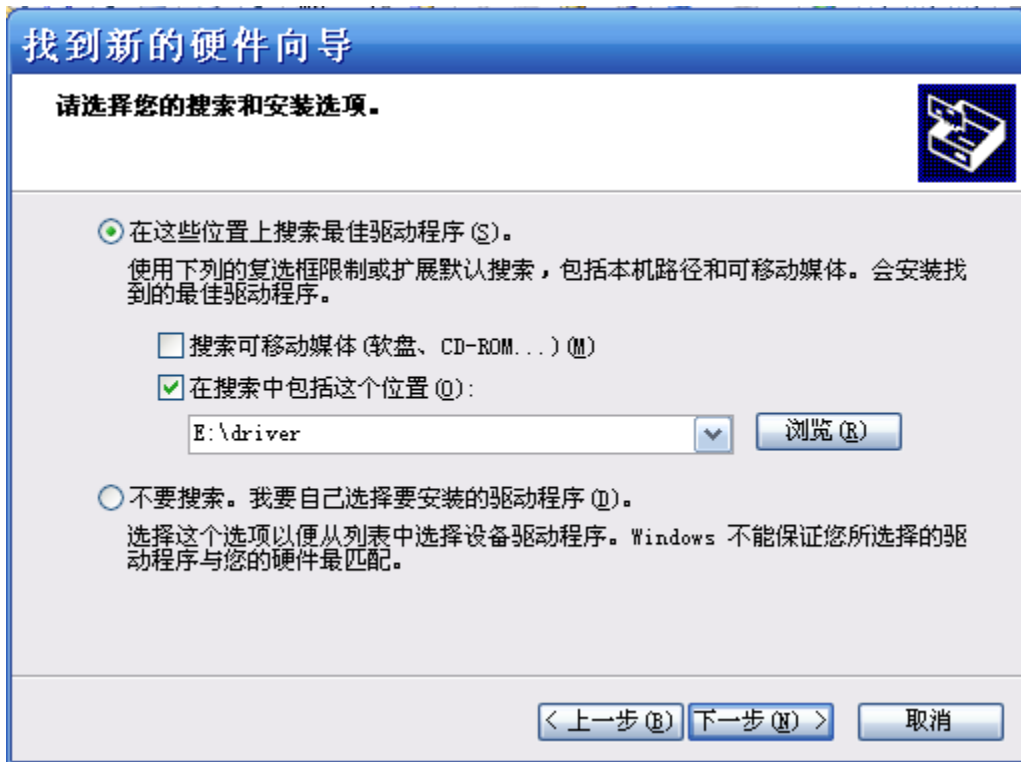 找到新的硬件向导
请选择您的搜索和安装选项。
在这些位置上搜索最佳驱动程序(S)。
使用下列的复选框限制或扩展默认搜索，包括本机路径和可移动媒体。会安装找
到的最佳驱动程序。
搜索可移动媒体(软盘、CD-ROM...)(M)
在搜索中包括这个位置(O):
E:\driver
浏览(R)
不要搜索。我要自己选择要安装的驱动程序(D)。
选择这个选项以便从列表中选择设备驱动程序。Windows 不能保证您所选择的驱
动程序与您的硬件最匹配。
< 上一步(B) 下一步(N) > 取消